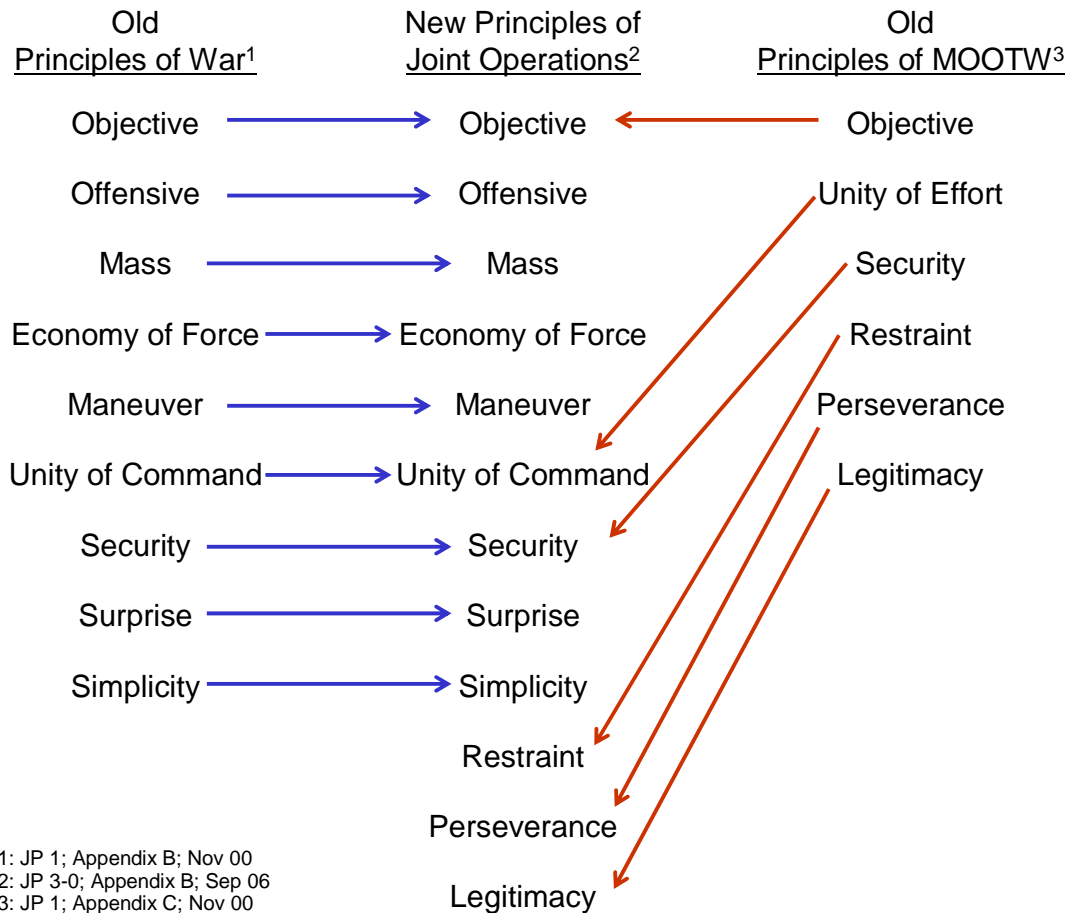 Old
Principles of War1
New Principles of
Joint Operations2
Old
Principles of MOOTW3
Objective Objective Objective
Offensive Offensive Unity of Effort
Mass Mass Security
Economy of Force Economy of Force Restraint
Maneuver Maneuver Perseverance
Unity of Command Unity of Command Legitimacy
Security Security
Surprise Surprise
Simplicity Simplicity
Restraint
Perseverance
Legitimacy
1: JP 1; Appendix B; Nov 00
2: JP 3-0; Appendix B; Sep 06
3: JP 1; Appendix C; Nov 00